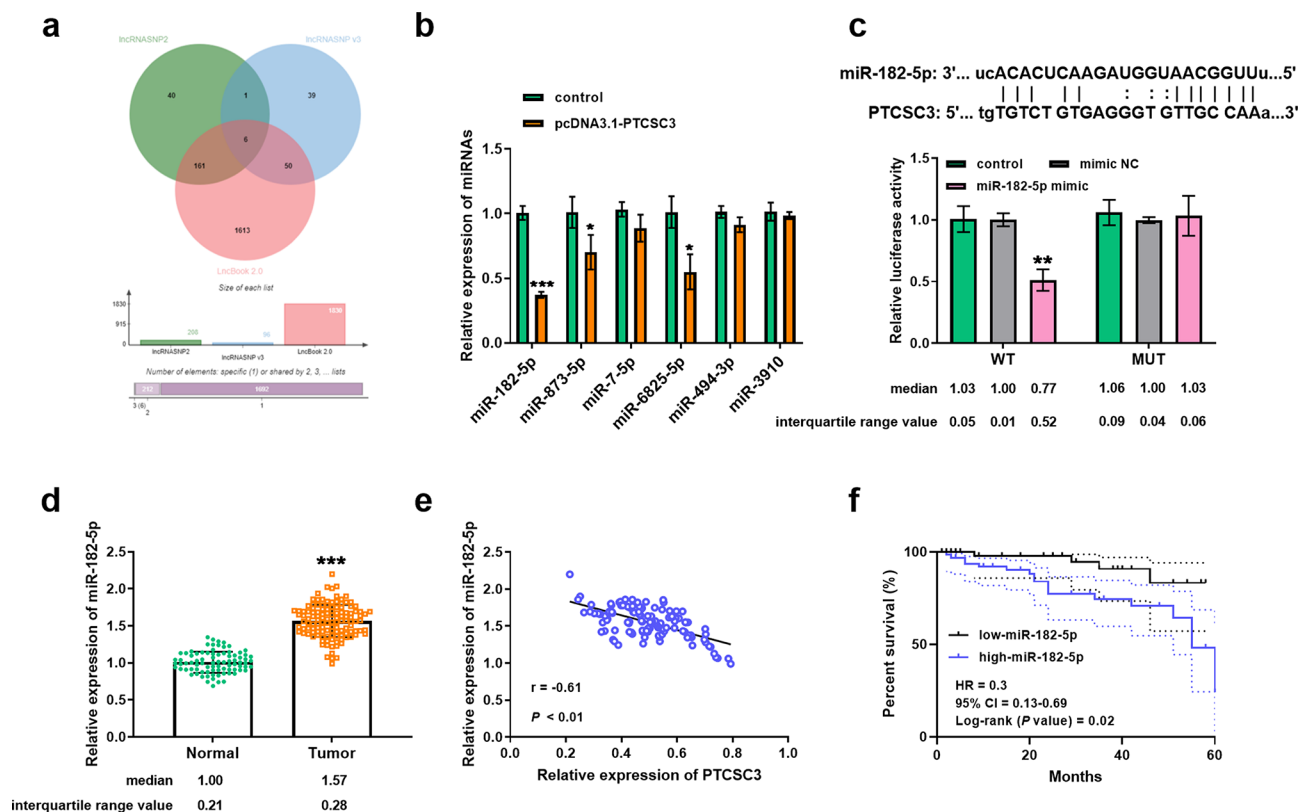 a
lncRNASNP2
lncRNASNP v3
40
1
39
6
161
50
1613
LncBook 2.0
Size of each list
1830
915
0
208
96
1830
lncRNASNP2
lncRNASNP v3
LncBook 2.0
Number of elements: specific (1) or shared by 2, 3, ... lists
212
1692
3 (6)
2
1
b
control
pcDNA3.1-PTCSC3
Relative expression of miRNAs
1.5
1.0
0.5
0.0
***
*
*
miR-182-5p
miR-873-5p
miR-7-5p
miR-6825-5p
miR-494-3p
miR-3910
c
miR-182-5p: 3'... ucACACUCAAGAUGGUAACGGUUUu...5'
PTCSC3: 5'... tgTGTCT GTGAGGGTGTTGCCAAa...3'
control
mimic NC
miR-182-5p mimic
Relative luciferase activity
1.5
1.0
0.5
0.0
**
WT
MUT
median 1.03 1.00 0.77 1.06 1.00 1.03
interquartile range value 0.05 0.01 0.52 0.09 0.04 0.06
d
Relative expression of miR-182-5p
2.5
2.0
1.5
1.0
0.5
0.0
***
Normal
Tumor
median 1.00 1.57
interquartile range value 0.21 0.28
e
Relative expression of miR-182-5p
2.5
2.0
1.5
1.0
0.5
0.0
r = -0.61
P < 0.01
0.0 0.2 0.4 0.6 0.8 1.0
Relative expression of PTCSC3
f
Percent survival (%)
100
50
0
low-miR-182-5p
high-miR-182-5p
HR = 0.3
95% CI = 0.13-0.69
Log-rank (P value) = 0.02
0 20 40 60
Months